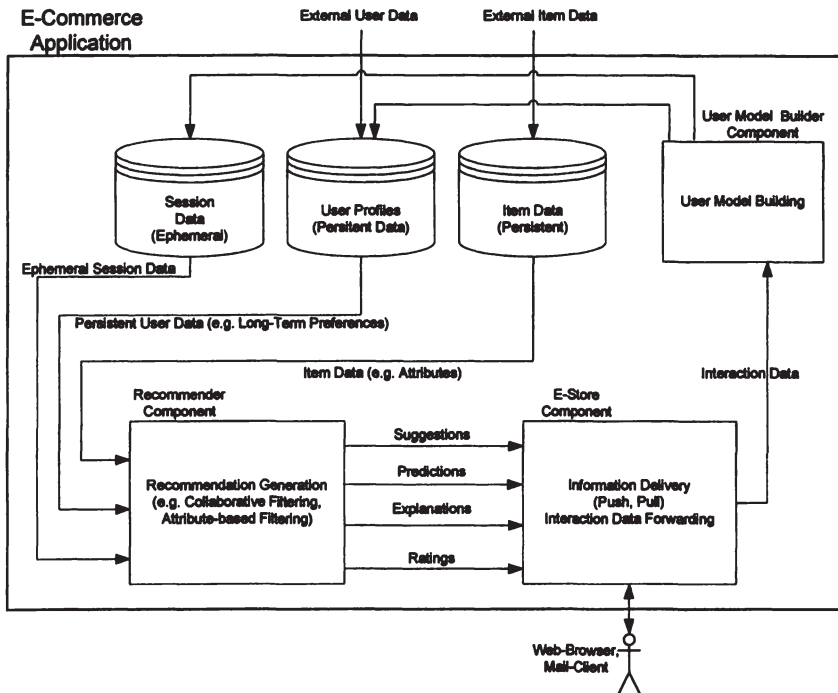 E-Commerce
Application
External User Data
External Item Data
User Model Builder
Component
Session
Data
(Ephemeral)
User Profiles
(Persitent Data)
Item Data
(Persistent)
User Model Building
Ephemeral Session Data
Persistent User Data (e.g. Long-Term Preferences)
Item Data (e.g. Attributes)
Interaction Data
Recommender
Component
E-Store
Component
Recommendation Generation
(e.g. Collaborative Filtering,
Attribute-based Filtering)
Suggestions
Predictions
Explanations
Ratings
Information Delivery
(Push, Pull)
Interaction Data Forwarding
Web-Browser,
Mail-Client